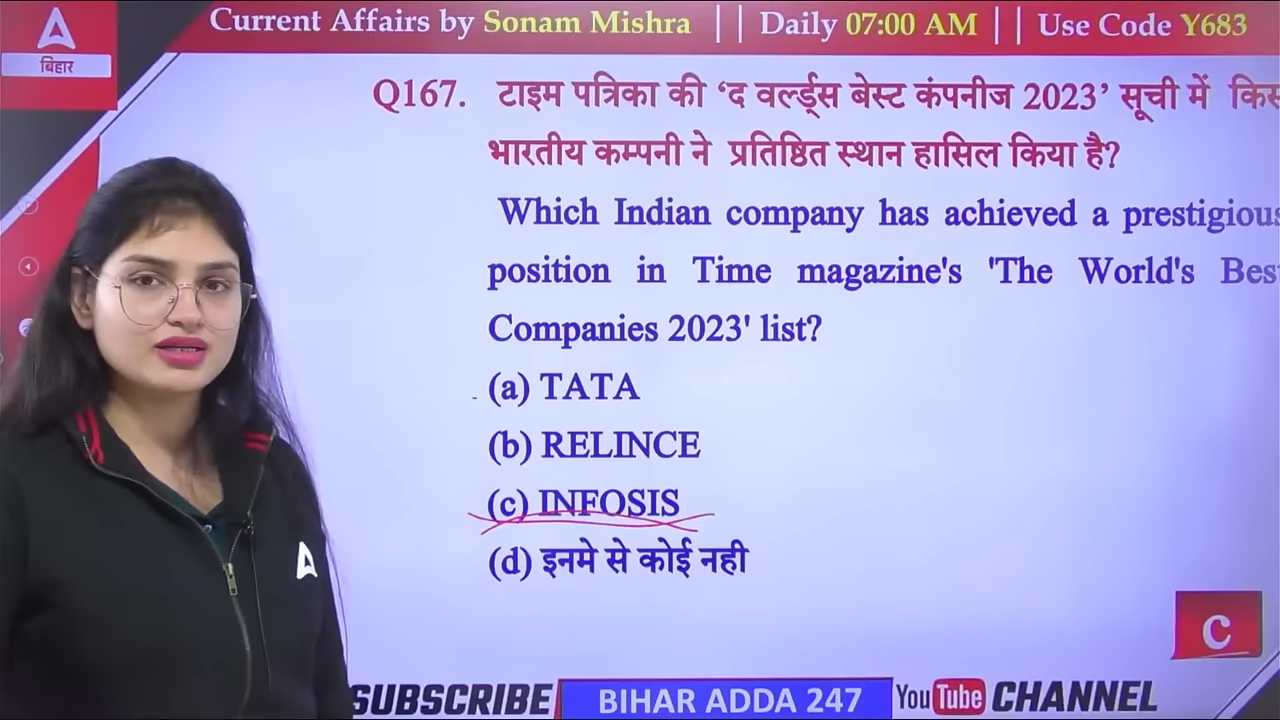 Current Affairs by Sonam Mishra || Daily 07:00 AM || Use Code Y683
बिहार
Q167. टाइम पत्रिका की ‘द वर्ल्ड्स बेस्ट कंपनीज 2023’ सूची में
भारतीय कम्पनी ने प्रतिष्ठित स्थान हासिल किया है?
Which Indian company has achieved a prestigious
position in Time magazine's 'The World's
Companies 2023' list?
(a) TATA
(b) RELINCE
(c) INFOSIS
(d) इनमे से कोई नही
C
SUBSCRIBE BIHAR ADDA 247 YouTube CHANNEL